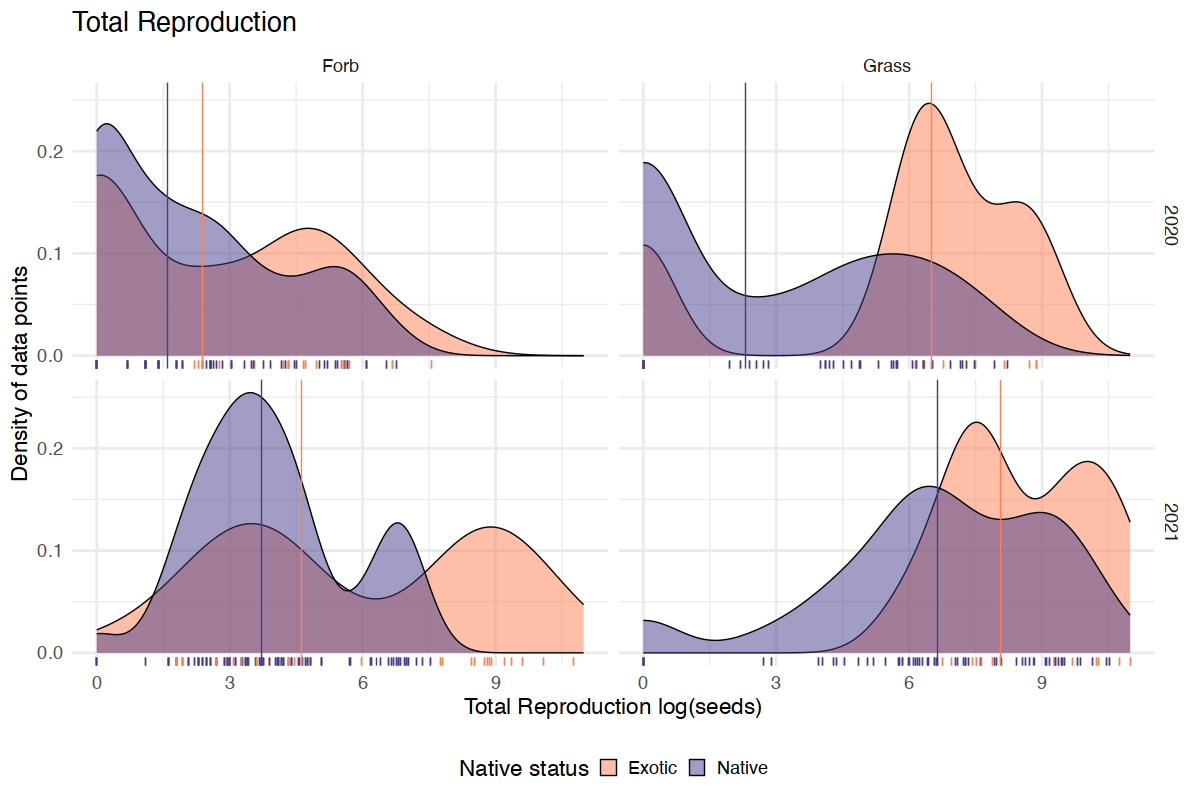 Total Reproduction
Forb
Grass
0.2
0.1
0.0
2020
0.2
0.1
0.0
2021
Density of data points
0 3 6 9 0 3 6 9
Total Reproduction log(seeds)
Native status Exotic Native